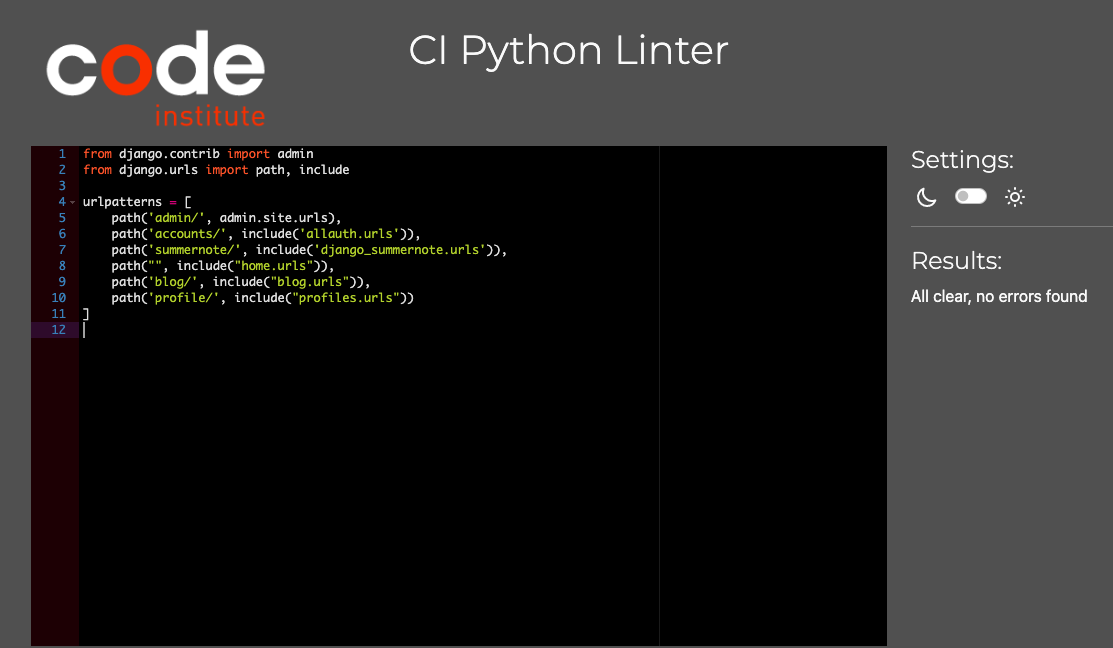 code
institute
CI Python Linter
1 from django.contrib import admin
2 from django.urls import path, include
3
4 urlpatterns = [
5     path('admin/', admin.site.urls),
6     path('accounts/', include('allauth.urls')),
7     path('summernote/', include('django_summernote.urls')),
8     path("", include("home.urls")),
9     path('blog/', include("blog.urls")),
10     path('profile/', include("profiles.urls"))
11 ]
12
Settings:
Results:
All clear, no errors found